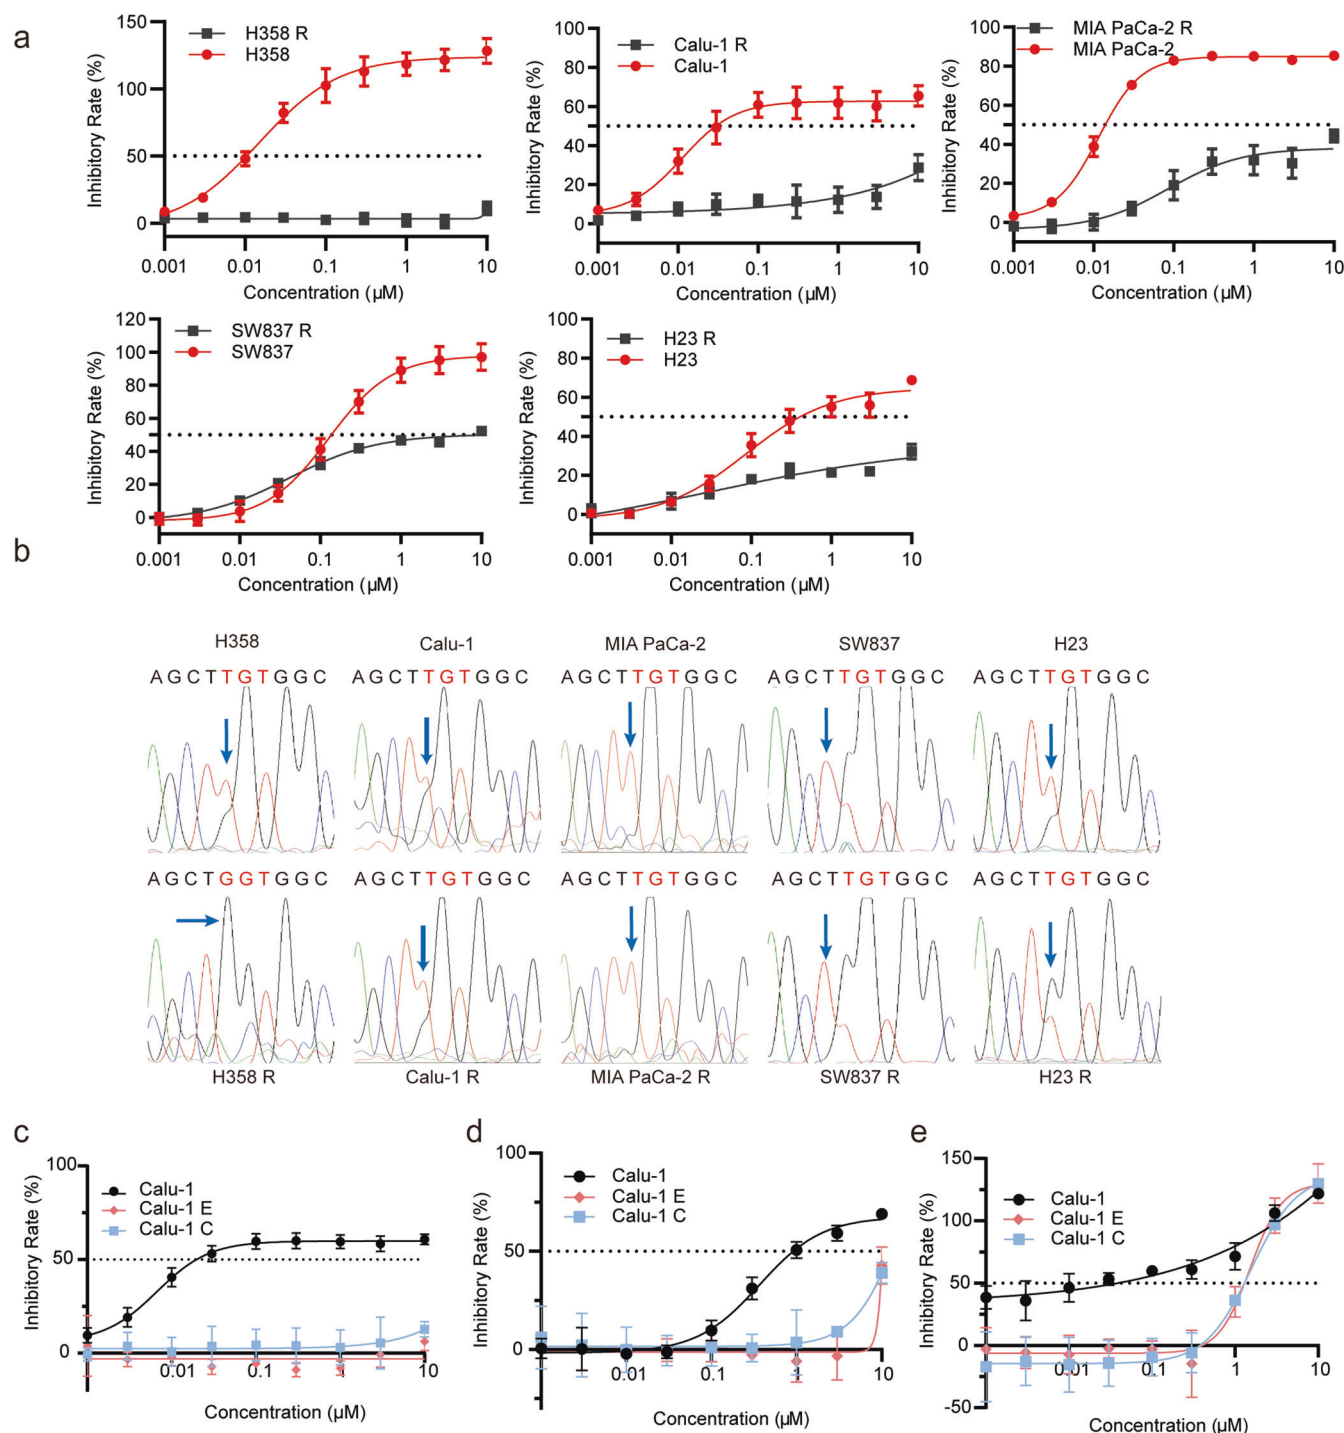 a
H358 R
H358
Inhibitory Rate (%)
150
100
50
0
0.001 0.01 0.1 1 10
Concentration (µM)
Calu-1 R
Calu-1
Inhibitory Rate (%)
100
80
60
40
20
0
0.001 0.01 0.1 1 10
Concentration (µM)
MIA PaCa-2 R
MIA PaCa-2
Inhibitory Rate (%)
80
60
40
20
0
0.001 0.01 0.1 1 10
Concentration (µM)
SW837 R
SW837
Inhibitory Rate (%)
120
100
80
60
40
20
0
0.001 0.01 0.1 1 10
Concentration (µM)
H23 R
H23
Inhibitory Rate (%)
100
80
60
40
20
0
0.001 0.01 0.1 1 10
Concentration (µM)
b
H358 Calu-1 MIA PaCa-2 SW837 H23
AGCTTGTGGC AGCTTGTGGC AGCTTGTGGC AGCTTGTGGC AGCTTGTGGC
AGCTGGTGGC AGCTTGTGGC AGCTTGTGGC AGCTTGTGGC AGCTTGTGGC
H358 R Calu-1 R MIA PaCa-2 R SW837 R H23 R
c
Calu-1
Calu-1 E
Calu-1 C
Inhibitory Rate (%)
100
50
0
0.01 0.1 1 10
Concentration (µM)
d
Calu-1
Calu-1 E
Calu-1 C
Inhibitory Rate (%)
100
50
0
0.01 0.1 1 10
Concentration (µM)
e
Calu-1
Calu-1 E
Calu-1 C
Inhibitory Rate (%)
150
100
50
0
-50
0.01 0.1 1 10
Concentration (µM)